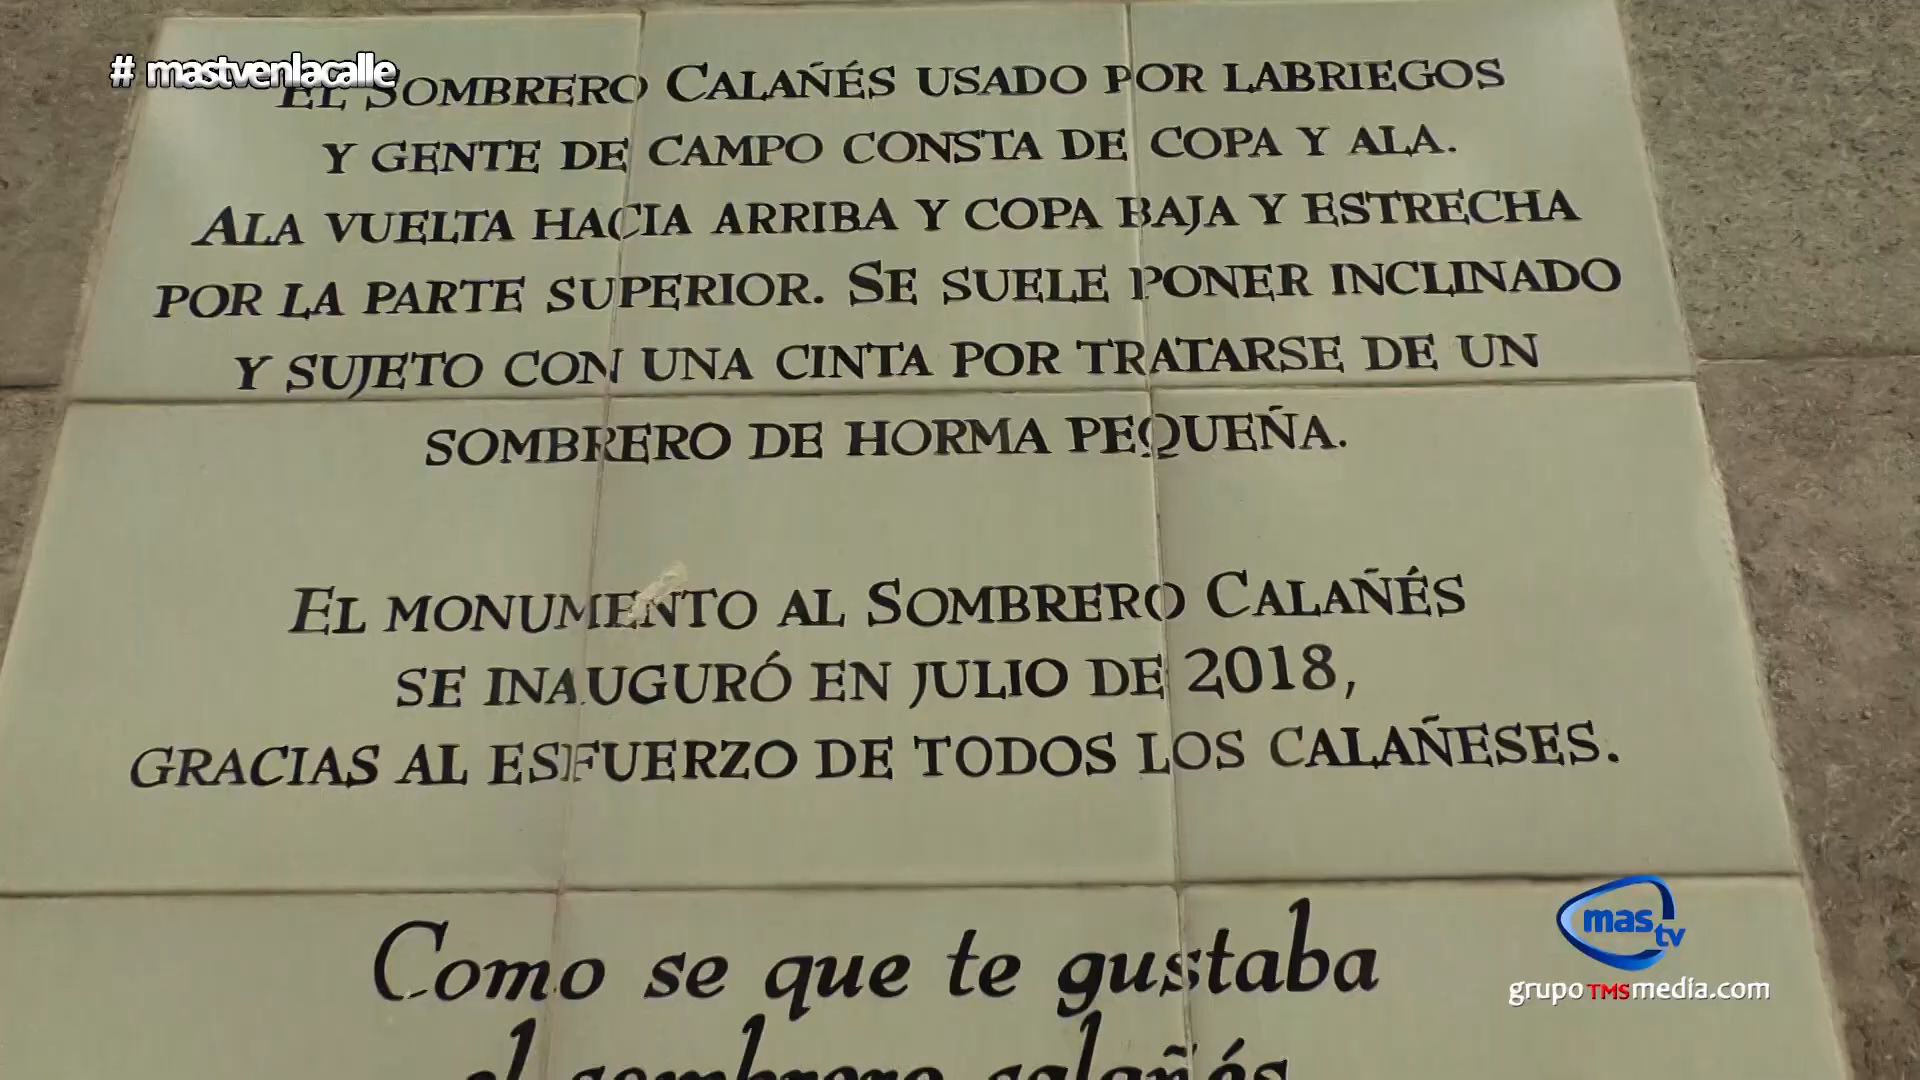 # mastvenlacalle
EL SOMBRERO CALAÑÉS USADO POR LABRIEGOS
Y GENTE DE CAMPO CONSTA DE COPA Y ALA.
ALA VUELTA HACIA ARRIBA Y COPA BAJA Y ESTRECHA
POR LA PARTE SUPERIOR. SE SUELE PONER INCLINADO
Y SUJETO CON UNA CINTA POR TRATARSE DE UN
SOMBRERO DE HORMA PEQUEÑA.
EL MONUMENTO AL SOMBRERO CALAÑÉS
SE INAUGURÓ EN JULIO DE 2018,
GRACIAS AL ESFUERZO DE TODOS LOS CALAÑESES.
Como se que te gustaba
el sombrero calañés
mas tv
grupoTMSmedia.com